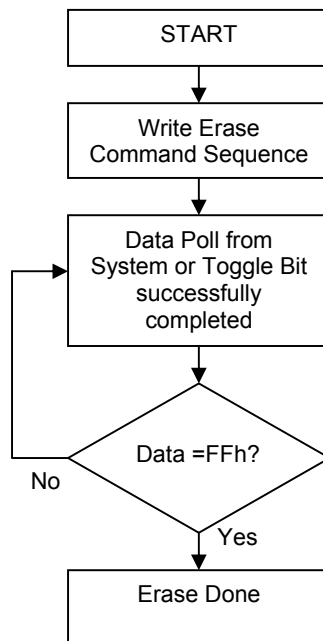 START
Write Erase
Command Sequence
Data Poll from
System or Toggle Bit
successfully
completed
Data =FFh?
No
Yes
Erase Done